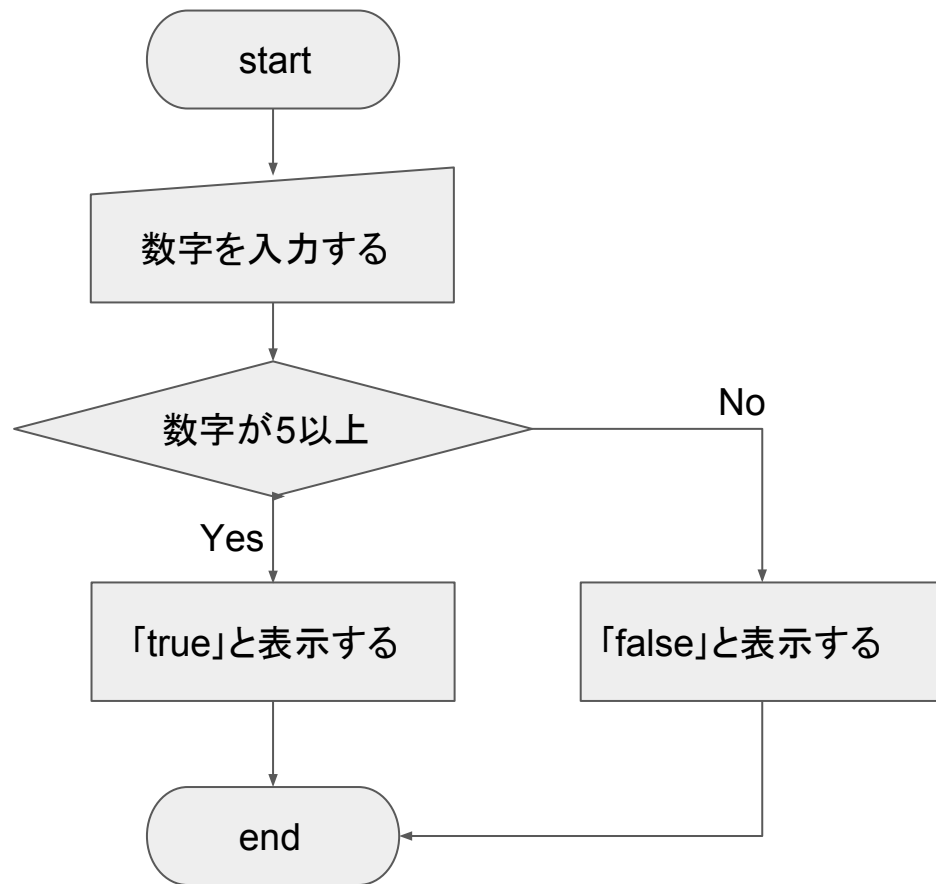 start
数字を入力する
数字が5以上
No
Yes
「true」と表示する
「false」と表示する
end